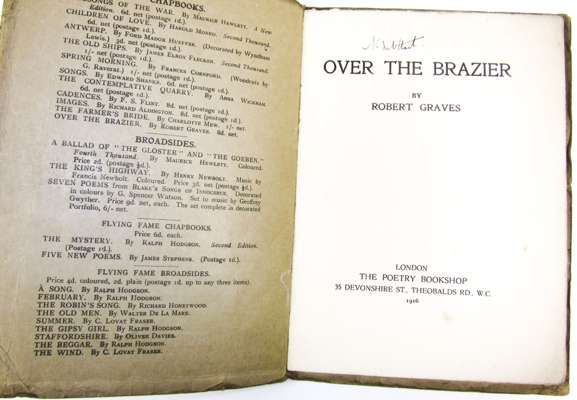 CHAPBOOKS.
SONGS OF THE WAR. By Maurice Hewlett. A New
Edition. 6d. net (postage 1d.).
CHILDREN OF LOVE. By Harold Monro. Second Thousand.
6d. net (postage 1d.).
ANTWERP. By Ford Madox Hueffer. (Decorated by Wyndham
Lewis.) 3d. net (postage 1d.).
THE OLD SHIPS. By James Elroy Flecker. Second Thousand.
1/- net (postage 1d.).
SPRING MORNING. By Frances Cornford. (Woodcuts by
G. Raverat.) 1/- net (postage 1d.).
SONGS. By Edward Shanks. 6d. net (postage 1d.).
THE CONTEMPLATIVE QUARRY. By Anna Wickham.
6d. net (postage 1d.).
CADENCES. By F. S. Flint. 8d. net (postage 1d.).
IMAGES. By Richard Aldington. 8d. net (postage 1d.).
THE FARMER'S BRIDE. By Charlotte Mew. 1/- net.
OVER THE BRAZIER. By Robert Graves. 8d. net.
BROADSIDES.
A BALLAD OF "THE GLOSTER" AND "THE GOEBEN."
Fourth Thousand. By Maurice Hewlett. Coloured.
Price 2d. (postage ½d.).
THE KING'S HIGHWAY. By Henry Newbolt. Music by
Francis Newbolt. Coloured. Price 3d. net (postage ½d.).
SEVEN POEMS from Blake's Songs of Innocence. Decorated
in colours by G. Spencer Watson. Set to music by Geoffrey
Gwyther. Price 9d. net, each. The set complete in decorated
Portfolio, 6/- net.
FLYING FAME CHAPBOOKS.
Price 6d. each.
THE MYSTERY. By Ralph Hodgson. Second Edition.
(Postage 1d.).
FIVE NEW POEMS. By James Stephens. (Postage 1d.).
FLYING FAME BROADSIDES.
Price 4d. coloured, 2d. plain (postage 1d. up to any three items).
A SONG. By Ralph Hodgson.
FEBRUARY. By Ralph Hodgson.
THE ROBIN'S SONG. By Richard Honeywood.
THE OLD MEN. By Walter De La Mare.
SUMMER. By C. Lovat Fraser.
THE GIPSY GIRL. By Ralph Hodgson.
STAFFORDSHIRE. By Oliver Davies.
THE BEGGAR. By Ralph Hodgson.
THE WIND. By C. Lovat Fraser.
OVER THE BRAZIER
BY
ROBERT GRAVES
LONDON
THE POETRY BOOKSHOP
35 DEVONSHIRE ST., THEOBALDS RD., W.C.
1916